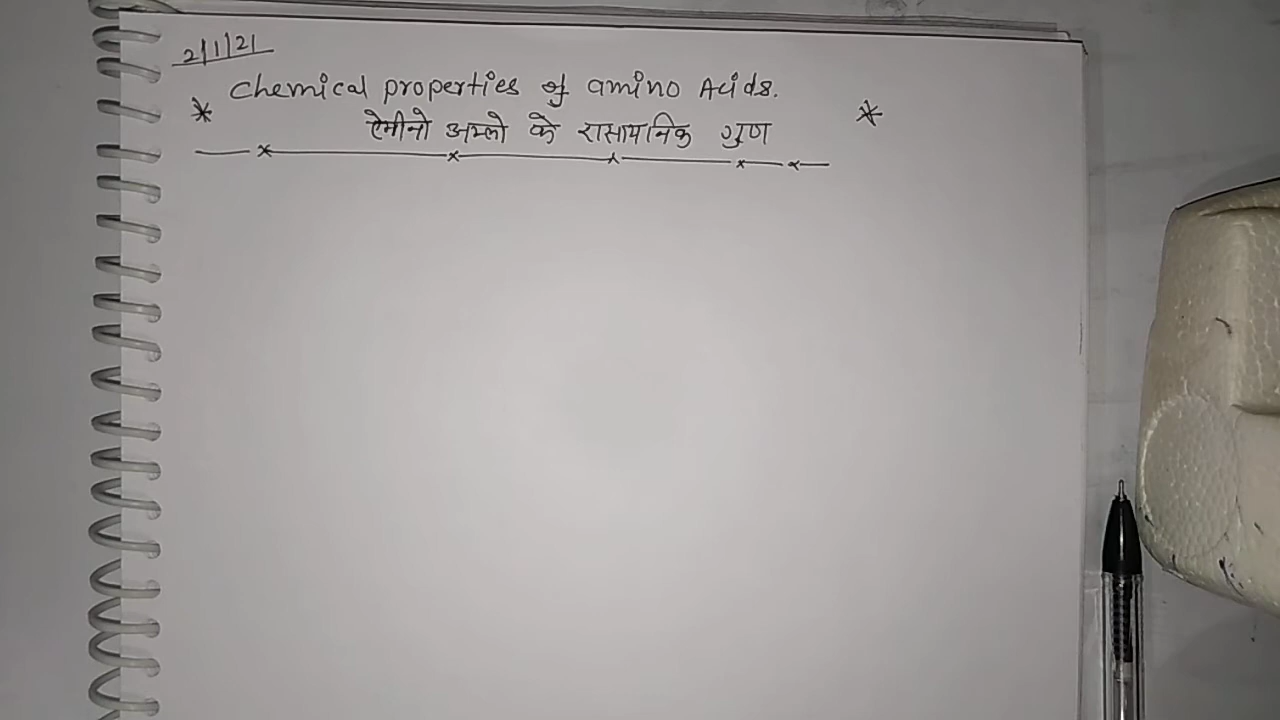 2/1/21
Chemical properties of amino Acids.
* ऐमीनो अम्लो के रासायनिक गुण *